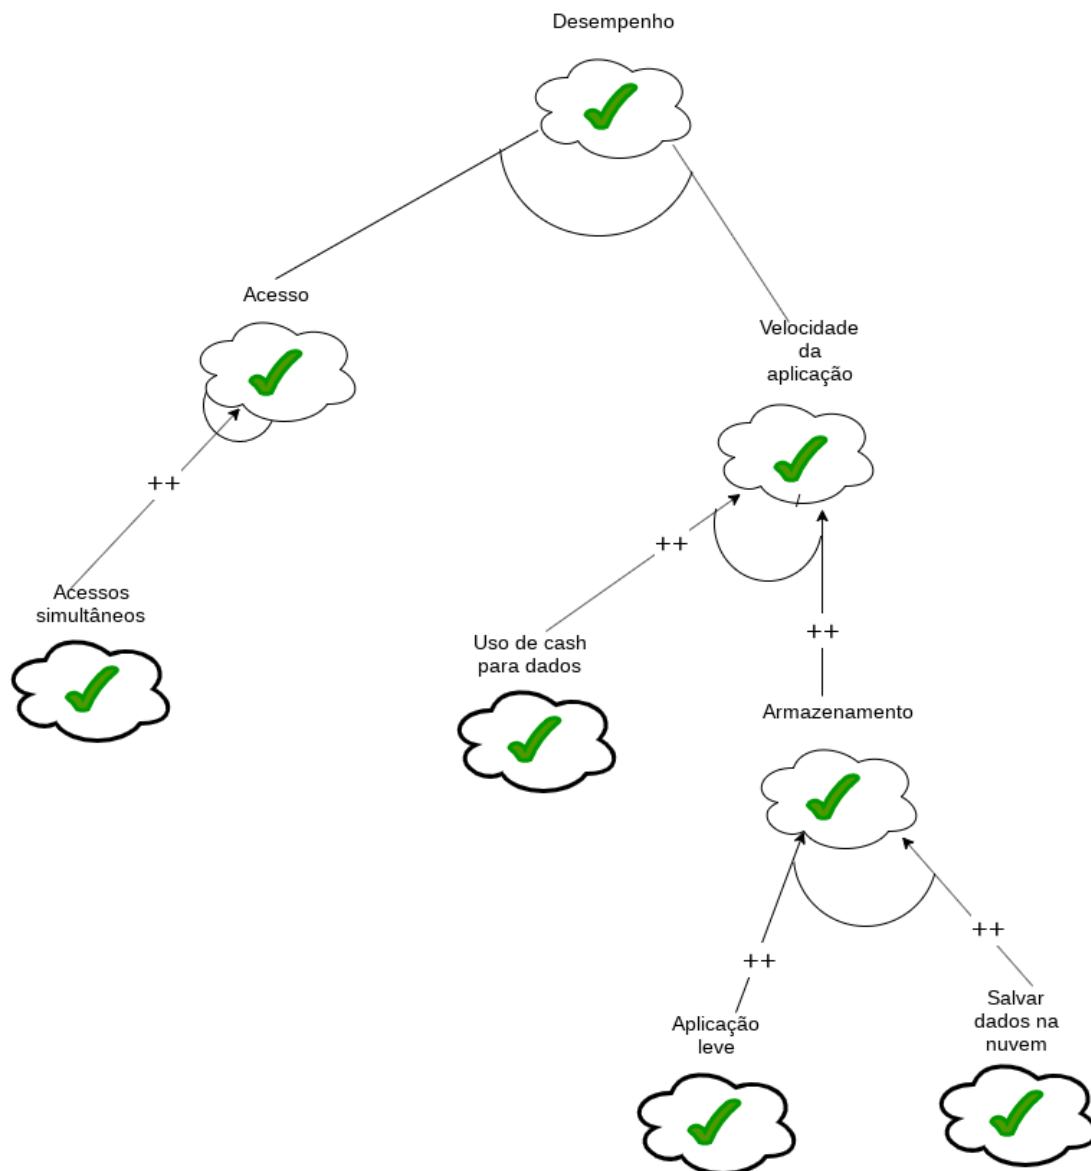 Desempenho
Acesso
Velocidade
da
aplicação
++
Acessos
simultâneos
++
Uso de cash
para dados
++
Armazenamento
++
++
Aplicação
leve
Salvar
dados na
nuvem